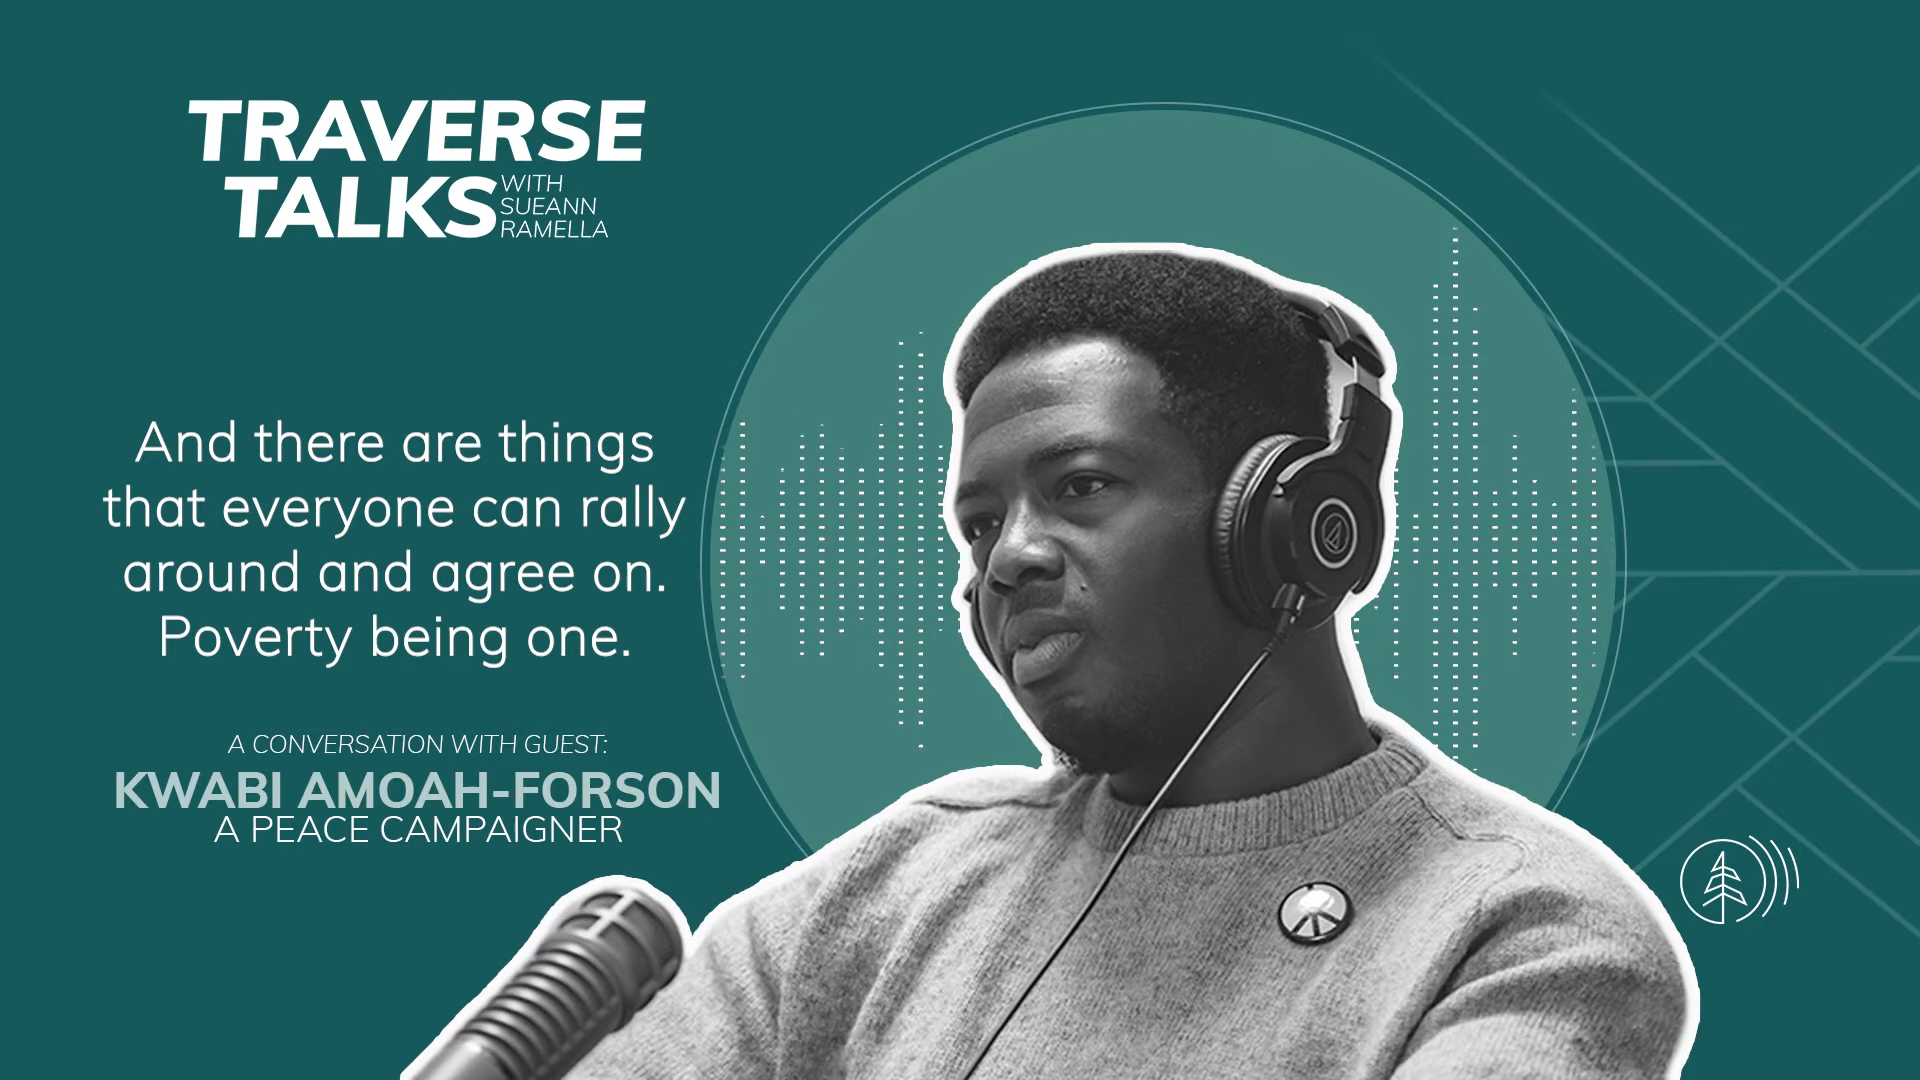 TRAVERSE
TALKS
WITH
SUEANN
RAMELLA
And there are things
that everyone can rally
around and agree on.
Poverty being one.
A CONVERSATION WITH GUEST:
KWABI AMOAH-FORSON
A PEACE CAMPAIGNER